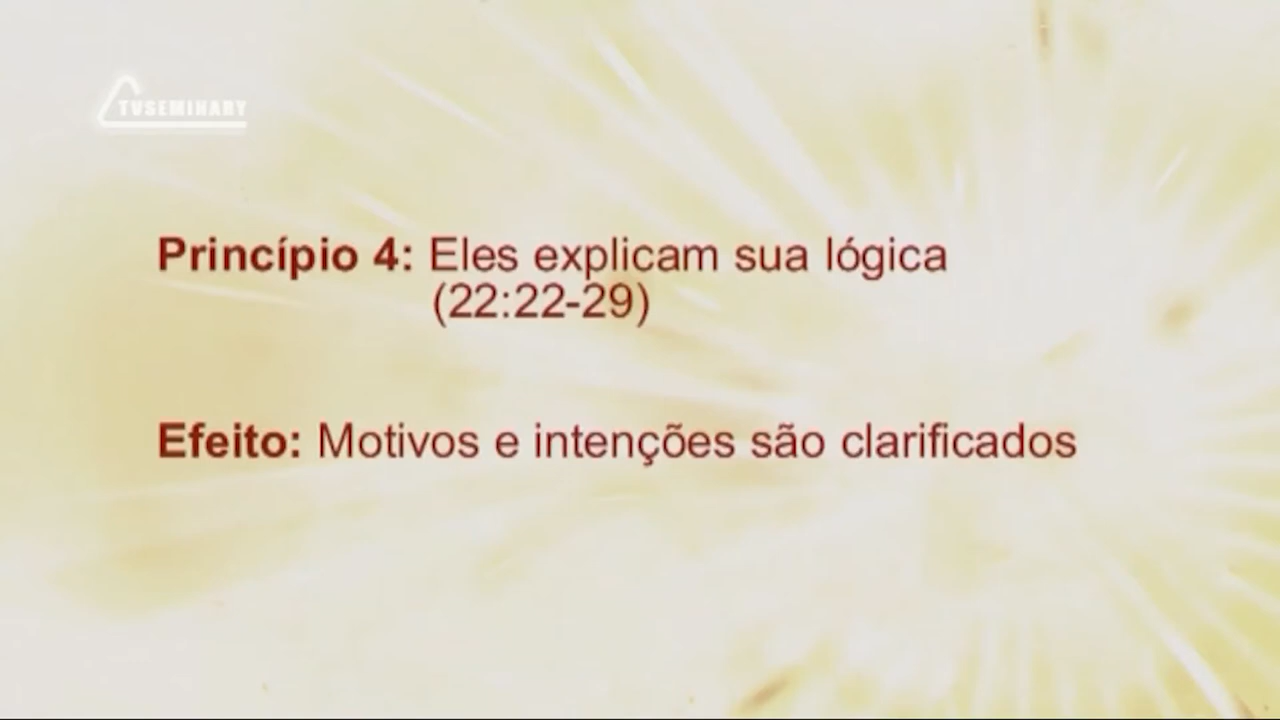 TVSEMINARY
Princípio 4: Eles explicam sua lógica
(22:22-29)
Efeito: Motivos e intenções são clarificados